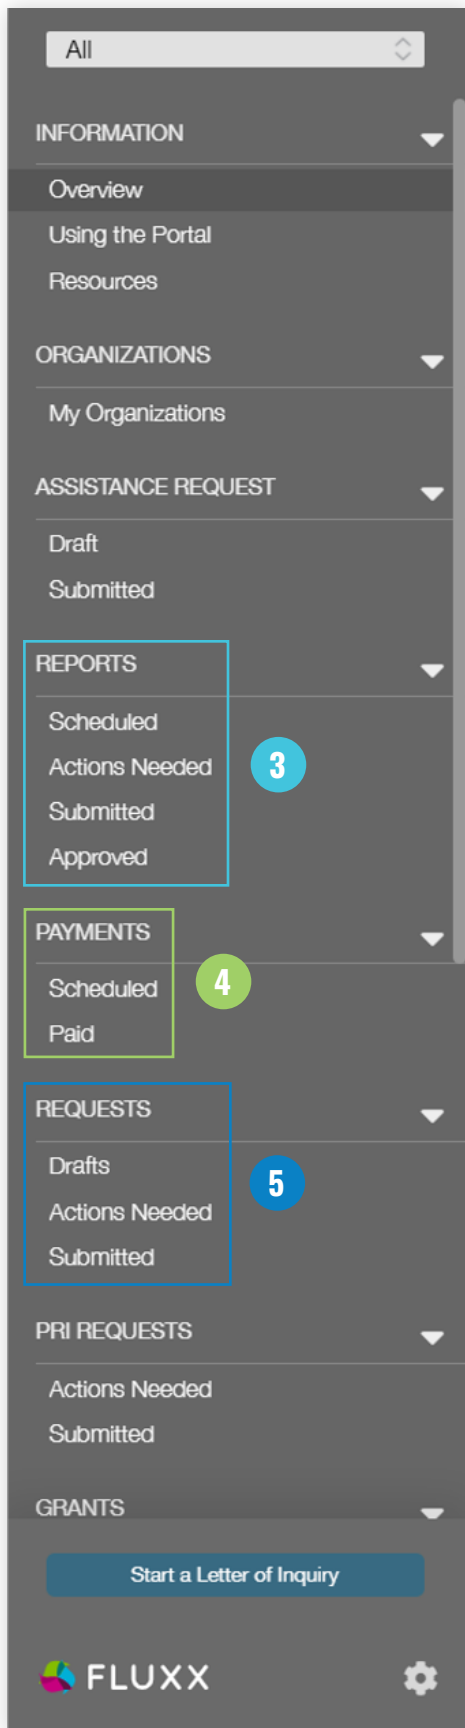 All
INFORMATION
Overview
Using the Portal
Resources
ORGANIZATIONS
My Organizations
ASSISTANCE REQUEST
Draft
Submitted
REPORTS
Scheduled
Actions Needed
3
Submitted
Approved
PAYMENTS
Scheduled
4
Paid
REQUESTS
Drafts
5
Actions Needed
Submitted
PRI REQUESTS
Actions Needed
Submitted
GRANTS
Start a Letter of Inquiry
FLUXX